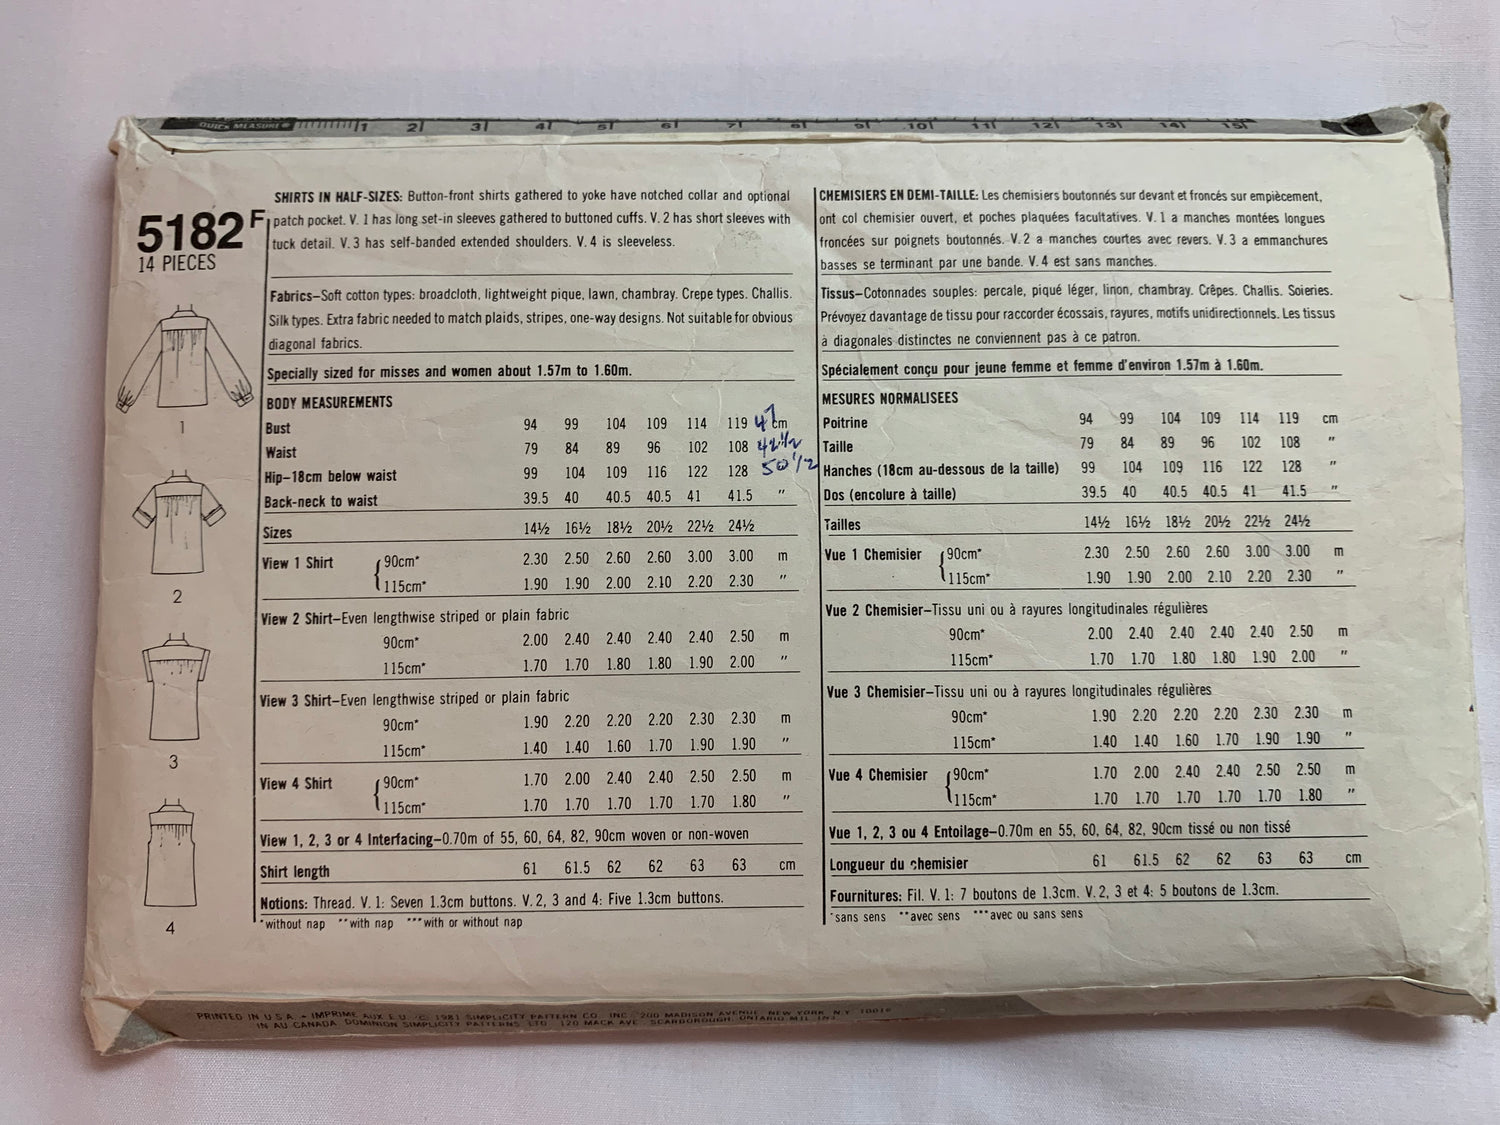 QUICK MEASURE
1 2 3 4 5 6 7 8 9 10 11 12 13 14 15
5182 F
14 PIECES
1
2
3
4
SHIRTS IN HALF-SIZES: Button-front shirts gathered to yoke have notched collar and optional
patch pocket. V. 1 has long set-in sleeves gathered to buttoned cuffs. V. 2 has short sleeves with
tuck detail. V. 3 has self-banded extended shoulders. V. 4 is sleeveless.
Fabrics–Soft cotton types: broadcloth, lightweight pique, lawn, chambray. Crepe types. Challis.
Silk types. Extra fabric needed to match plaids, stripes, one-way designs. Not suitable for obvious
diagonal fabrics.
Specially sized for misses and women about 1.57m to 1.60m.
BODY MEASUREMENTS
Bust 94 99 104 109 114 119 47 cm
Waist 79 84 89 96 102 108 42 1/2
Hip–18cm below waist 99 104 109 116 122 128 50 1/2
Back-neck to waist 39.5 40 40.5 40.5 41 41.5 "
Sizes 14½ 16½ 18½ 20½ 22½ 24½
View 1 Shirt 90cm* 2.30 2.50 2.60 2.60 3.00 3.00 m
115cm* 1.90 1.90 2.00 2.10 2.20 2.30 "
View 2 Shirt–Even lengthwise striped or plain fabric
90cm* 2.00 2.40 2.40 2.40 2.40 2.50 m
115cm* 1.70 1.70 1.80 1.80 1.90 2.00 "
View 3 Shirt–Even lengthwise striped or plain fabric
90cm* 1.90 2.20 2.20 2.20 2.30 2.30 m
115cm* 1.40 1.40 1.60 1.70 1.90 1.90 "
View 4 Shirt 90cm* 1.70 2.00 2.40 2.40 2.50 2.50 m
115cm* 1.70 1.70 1.70 1.70 1.70 1.80 "
View 1, 2, 3 or 4 Interfacing–0.70m of 55, 60, 64, 82, 90cm woven or non-woven
Shirt length 61 61.5 62 62 63 63 cm
Notions: Thread. V. 1: Seven 1.3cm buttons. V. 2, 3 and 4: Five 1.3cm buttons.
*without nap **with nap ***with or without nap
CHEMISIERS EN DEMI-TAILLE: Les chemisiers boutonnés sur devant et froncés sur empiècement,
ont col chemisier ouvert, et poches plaquées facultatives. V. 1 a manches montées longues
froncées sur poignets boutonnés. V. 2 a manches courtes avec revers. V. 3 a emmanchures
basses se terminant par une bande. V. 4 est sans manches.
Tissus–Cotonnades souples: percale, piqué léger, linon, chambray. Crêpes. Challis. Soieries.
Prévoyez davantage de tissu pour raccorder écossais, rayures, motifs unidirectionnels. Les tissus
à diagonales distinctes ne conviennent pas à ce patron.
Spécialement conçu pour jeune femme et femme d'environ 1.57m à 1.60m.
MESURES NORMALISEES
Poitrine 94 99 104 109 114 119 cm
Taille 79 84 89 96 102 108 "
Hanches (18cm au-dessous de la taille) 99 104 109 116 122 128 "
Dos (encolure à taille) 39.5 40 40.5 40.5 41 41.5 "
Tailles 14½ 16½ 18½ 20½ 22½ 24½
Vue 1 Chemisier 90cm* 2.30 2.50 2.60 2.60 3.00 3.00 m
115cm* 1.90 1.90 2.00 2.10 2.20 2.30 "
Vue 2 Chemisier–Tissu uni ou à rayures longitudinales régulières
90cm* 2.00 2.40 2.40 2.40 2.40 2.50 m
115cm* 1.70 1.70 1.80 1.80 1.90 2.00 "
Vue 3 Chemisier–Tissu uni ou à rayures longitudinales régulières
90cm* 1.90 2.20 2.20 2.20 2.30 2.30 m
115cm* 1.40 1.40 1.60 1.70 1.90 1.90 "
Vue 4 Chemisier 90cm* 1.70 2.00 2.40 2.40 2.50 2.50 m
115cm* 1.70 1.70 1.70 1.70 1.70 1.80 "
Vue 1, 2, 3 ou 4 Entoilage–0.70m en 55, 60, 64, 82, 90cm tissé ou non tissé
Longueur du chemisier 61 61.5 62 62 63 63 cm
Fournitures: Fil. V. 1: 7 boutons de 1.3cm. V. 2, 3 et 4: 5 boutons de 1.3cm.
*sans sens **avec sens ***avec ou sans sens
PRINTED IN U.S.A. - IMPRIME AUX E.U. © 1981 SIMPLICITY PATTERN CO. INC. 200 MADISON AVENUE NEW YORK N.Y. 10016
IN AU CANADA DOMINION SIMPLICITY PATTERNS LTD 120 MACK AVE. SCARBOROUGH, ONTARIO